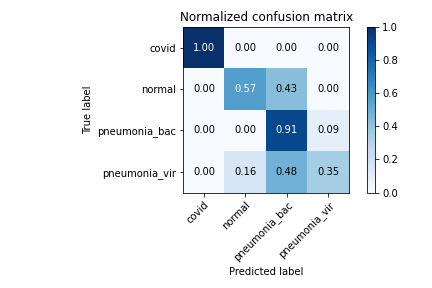 Normalized confusion matrix
True label
covid 1.00 0.00 0.00 0.00
normal 0.00 0.57 0.43 0.00
pneumonia_bac 0.00 0.00 0.91 0.09
pneumonia_vir 0.00 0.16 0.48 0.35
covid normal pneumonia_bac pneumonia_vir
Predicted label
1.0
0.8
0.6
0.4
0.2
0.0